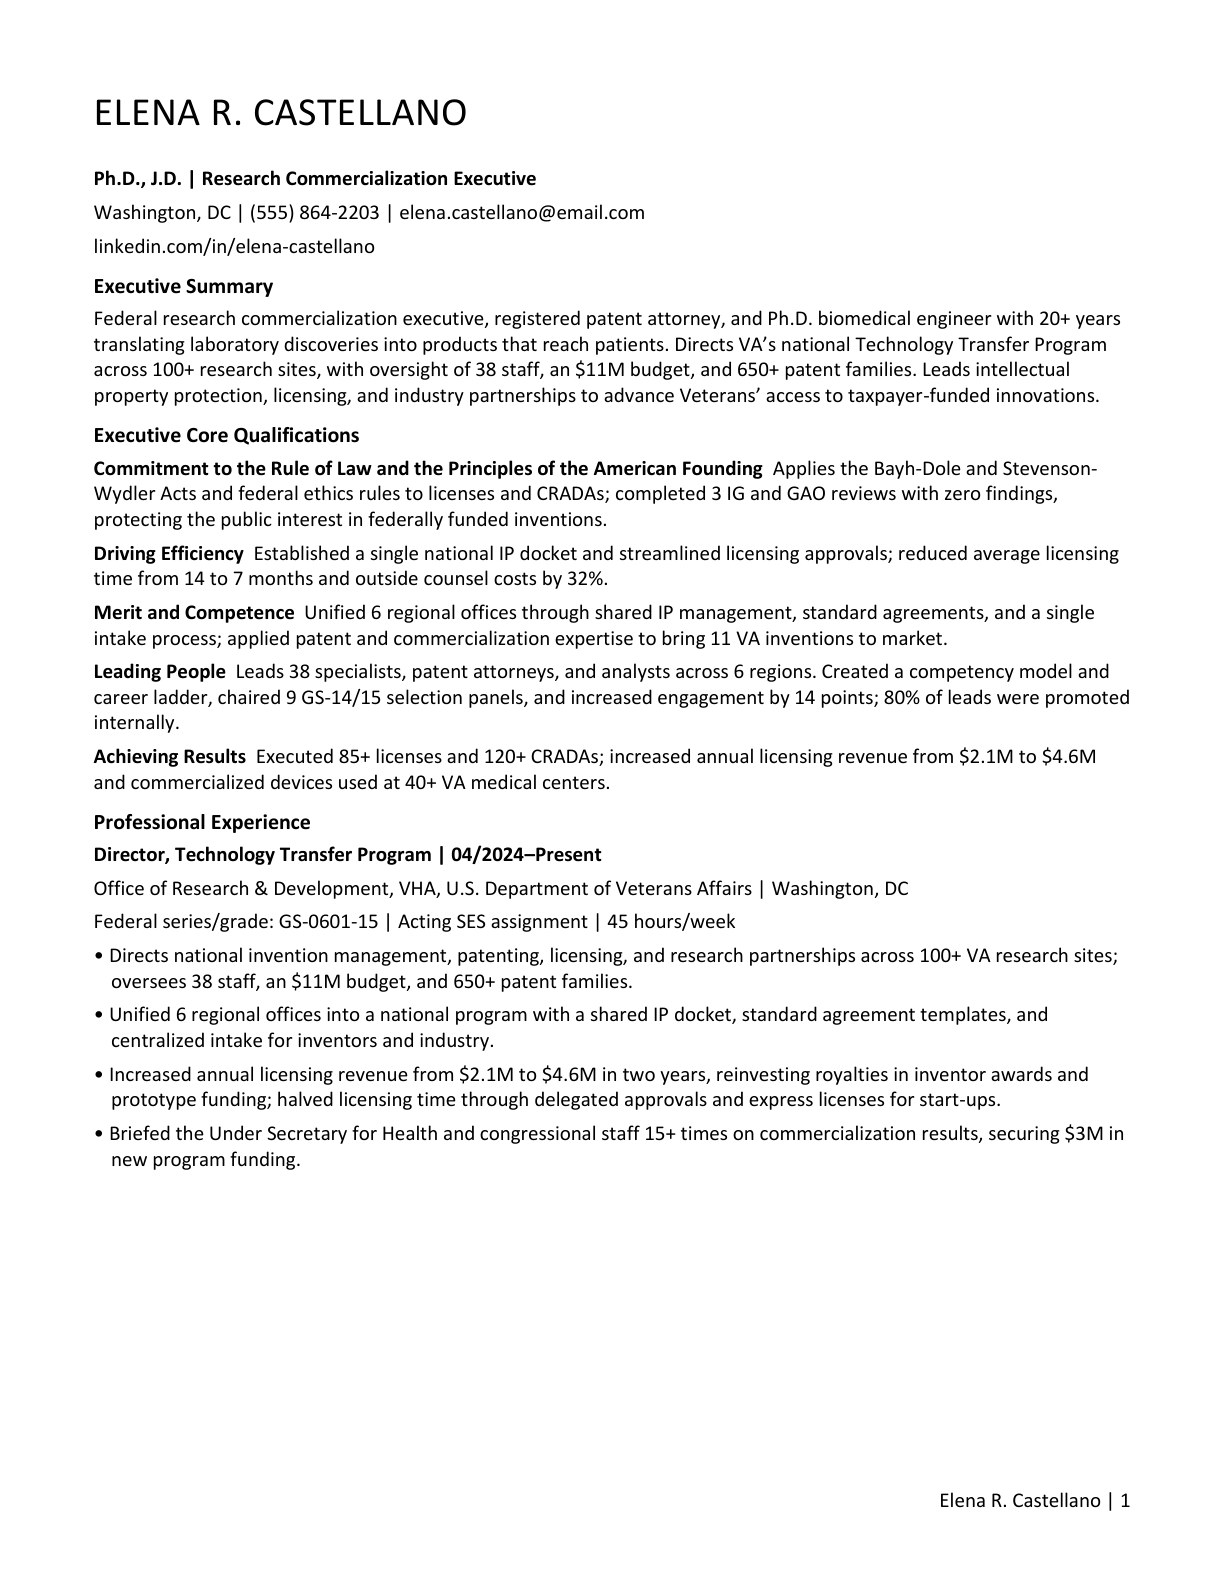 ELENA R. CASTELLANO
Ph.D., J.D. | Research Commercialization Executive
Washington, DC | (555) 864-2203 | elena.castellano@email.com
linkedin.com/in/elena-castellano
Executive Summary
Federal research commercialization executive, registered patent attorney, and Ph.D. biomedical engineer with 20+ years
translating laboratory discoveries into products that reach patients. Directs VA’s national Technology Transfer Program
across 100+ research sites, with oversight of 38 staff, an $11M budget, and 650+ patent families. Leads intellectual
property protection, licensing, and industry partnerships to advance Veterans’ access to taxpayer-funded innovations.
Executive Core Qualifications
Commitment to the Rule of Law and the Principles of the American Founding Applies the Bayh-Dole and Stevenson-
Wydler Acts and federal ethics rules to licenses and CRADAs; completed 3 IG and GAO reviews with zero findings,
protecting the public interest in federally funded inventions.
Driving Efficiency Established a single national IP docket and streamlined licensing approvals; reduced average licensing
time from 14 to 7 months and outside counsel costs by 32%.
Merit and Competence Unified 6 regional offices through shared IP management, standard agreements, and a single
intake process; applied patent and commercialization expertise to bring 11 VA inventions to market.
Leading People Leads 38 specialists, patent attorneys, and analysts across 6 regions. Created a competency model and
career ladder, chaired 9 GS-14/15 selection panels, and increased engagement by 14 points; 80% of leads were promoted
internally.
Achieving Results Executed 85+ licenses and 120+ CRADAs; increased annual licensing revenue from $2.1M to $4.6M
and commercialized devices used at 40+ VA medical centers.
Professional Experience
Director, Technology Transfer Program | 04/2024–Present
Office of Research & Development, VHA, U.S. Department of Veterans Affairs | Washington, DC
Federal series/grade: GS-0601-15 | Acting SES assignment | 45 hours/week
• Directs national invention management, patenting, licensing, and research partnerships across 100+ VA research sites;
oversees 38 staff, an $11M budget, and 650+ patent families.
• Unified 6 regional offices into a national program with a shared IP docket, standard agreement templates, and
centralized intake for inventors and industry.
• Increased annual licensing revenue from $2.1M to $4.6M in two years, reinvesting royalties in inventor awards and
prototype funding; halved licensing time through delegated approvals and express licenses for start-ups.
• Briefed the Under Secretary for Health and congressional staff 15+ times on commercialization results, securing $3M in
new program funding.
Elena R. Castellano | 1